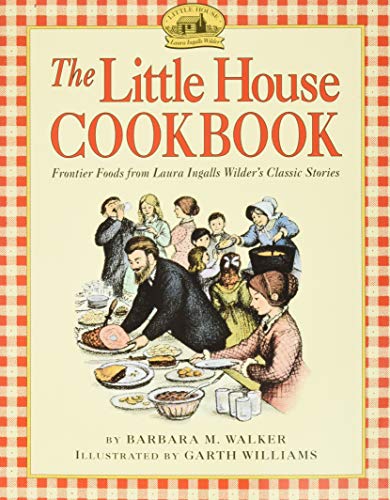 LITTLE HOUSE
Laura Ingalls Wilder
The Little House
COOKBOOK
Frontier Foods from Laura Ingalls Wilder's Classic Stories
BY BARBARA M. WALKER
ILLUSTRATED BY GARTH WILLIAMS